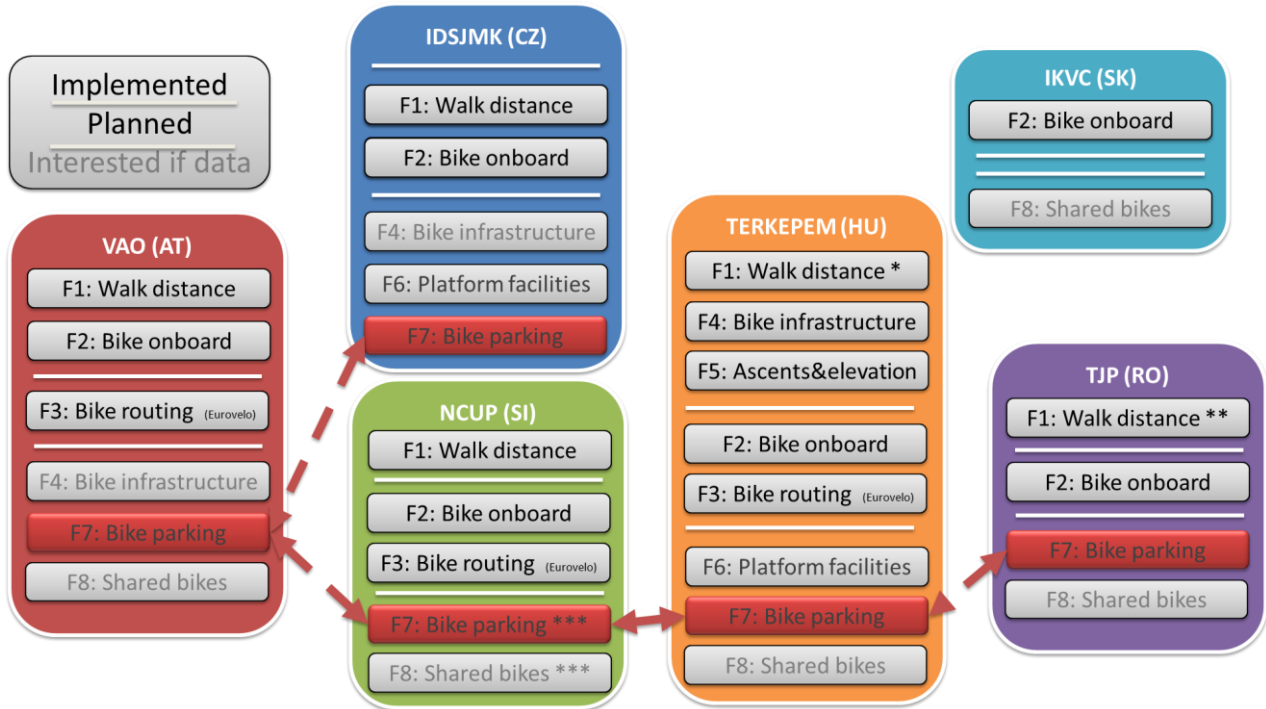 Implemented
Planned
Interested if data
VAO (AT)
F1: Walk distance
F2: Bike onboard
F3: Bike routing (Eurovelo)
F4: Bike infrastructure
F7: Bike parking
F8: Shared bikes
IDSJMK (CZ)
F1: Walk distance
F2: Bike onboard
F4: Bike infrastructure
F6: Platform facilities
F7: Bike parking
NCUP (SI)
F1: Walk distance
F2: Bike onboard
F3: Bike routing (Eurovelo)
F7: Bike parking ***
F8: Shared bikes ***
TERKEPEM (HU)
F1: Walk distance *
F4: Bike infrastructure
F5: Ascents&elevation
F2: Bike onboard
F3: Bike routing (Eurovelo)
F6: Platform facilities
F7: Bike parking
F8: Shared bikes
IKVC (SK)
F2: Bike onboard
F8: Shared bikes
TJP (RO)
F1: Walk distance **
F2: Bike onboard
F7: Bike parking
F8: Shared bikes